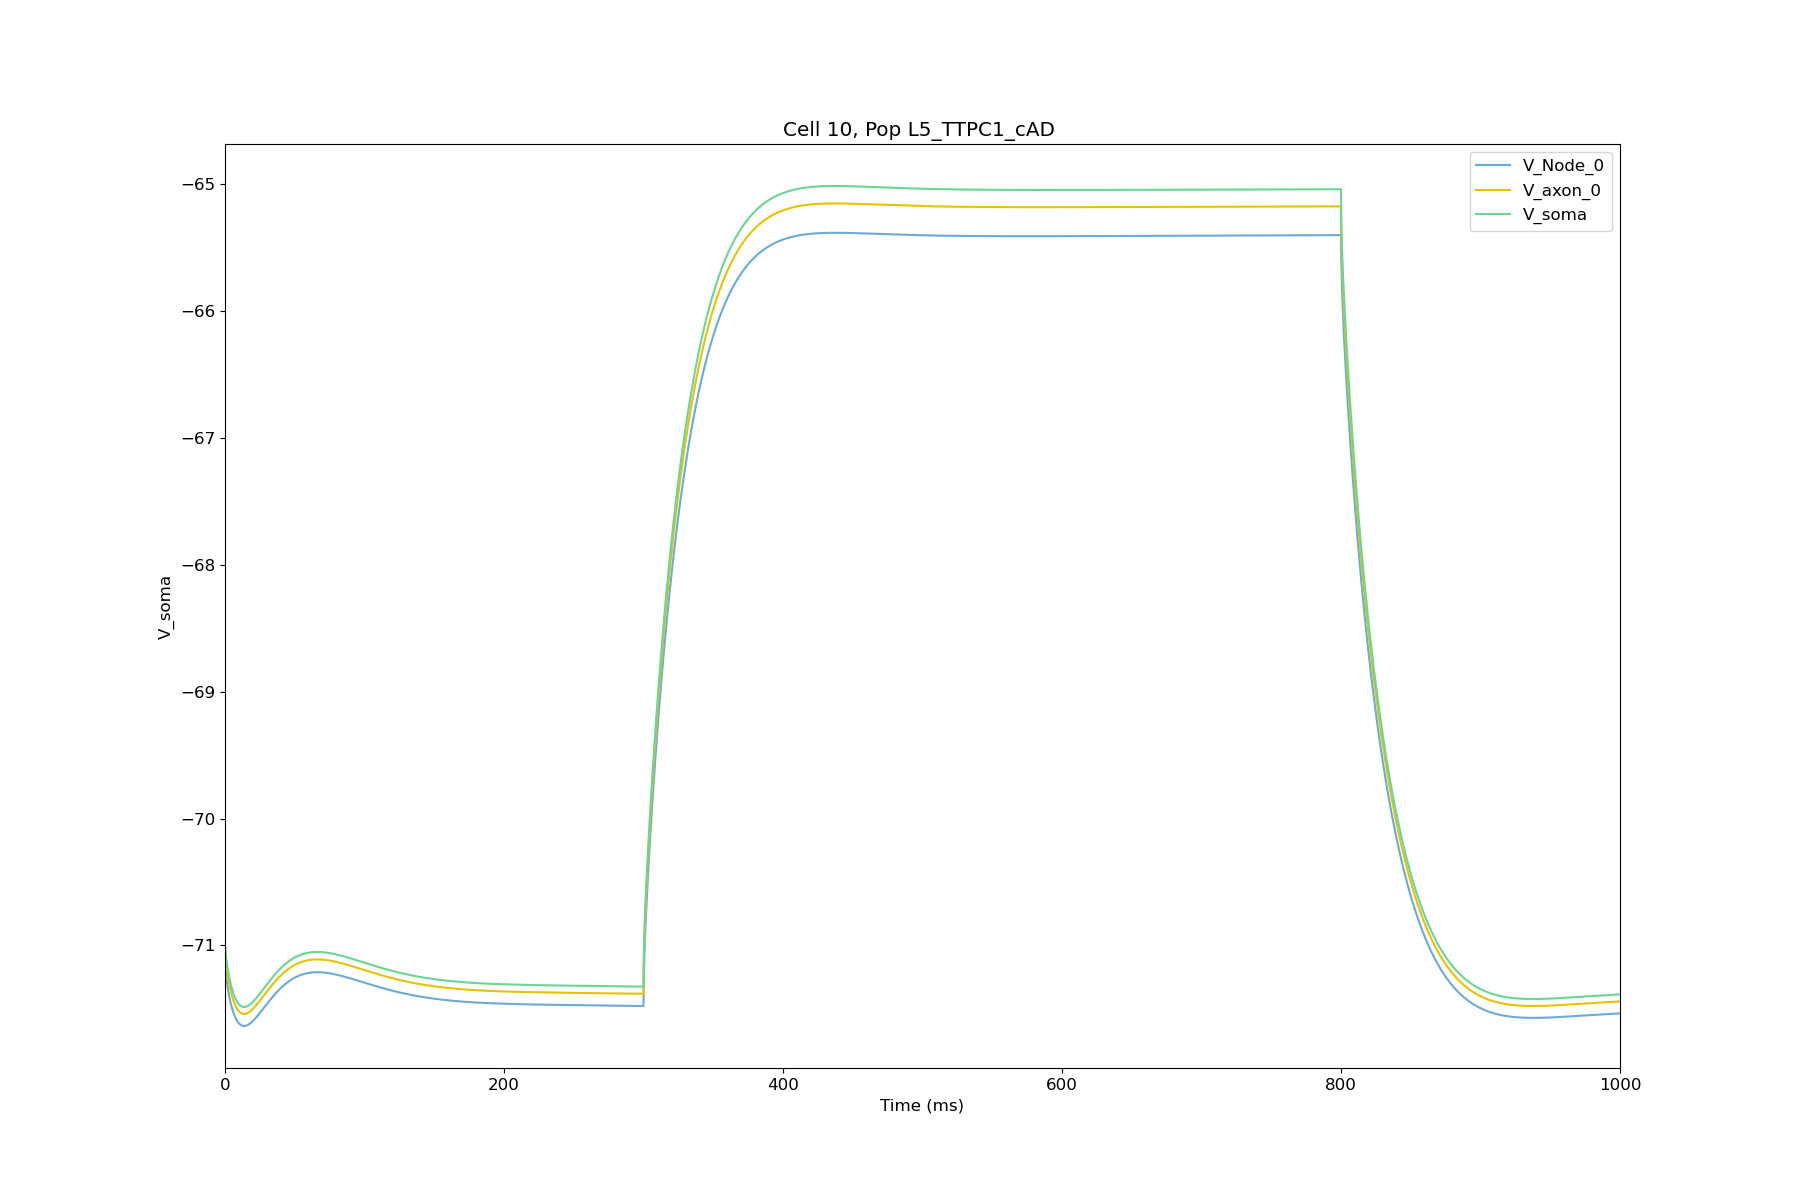 Cell 10, Pop L5_TTPC1_cAD
V_Node_0
V_axon_0
V_soma
−65
−66
−67
−68
−69
−70
−71
V_soma
0
200
400
600
800
1000
Time (ms)